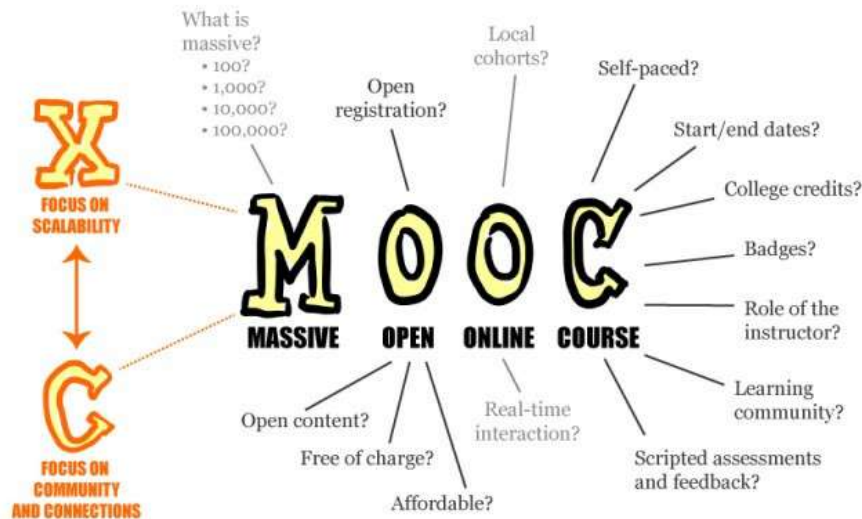 What is
massive?
• 100?
• 1,000?
• 10,000?
• 100,000?
Open
registration?
Local
cohorts?
Self-paced?
Start/end dates?
College credits?
Badges?
Role of the
instructor?
Learning
community?
Scripted assessments
and feedback?
X
FOCUS ON
SCALABILITY
C
FOCUS ON
COMMUNITY
AND CONNECTIONS
MOOC
MASSIVE OPEN ONLINE COURSE
Open content?
Free of charge?
Affordable?
Real-time
interaction?